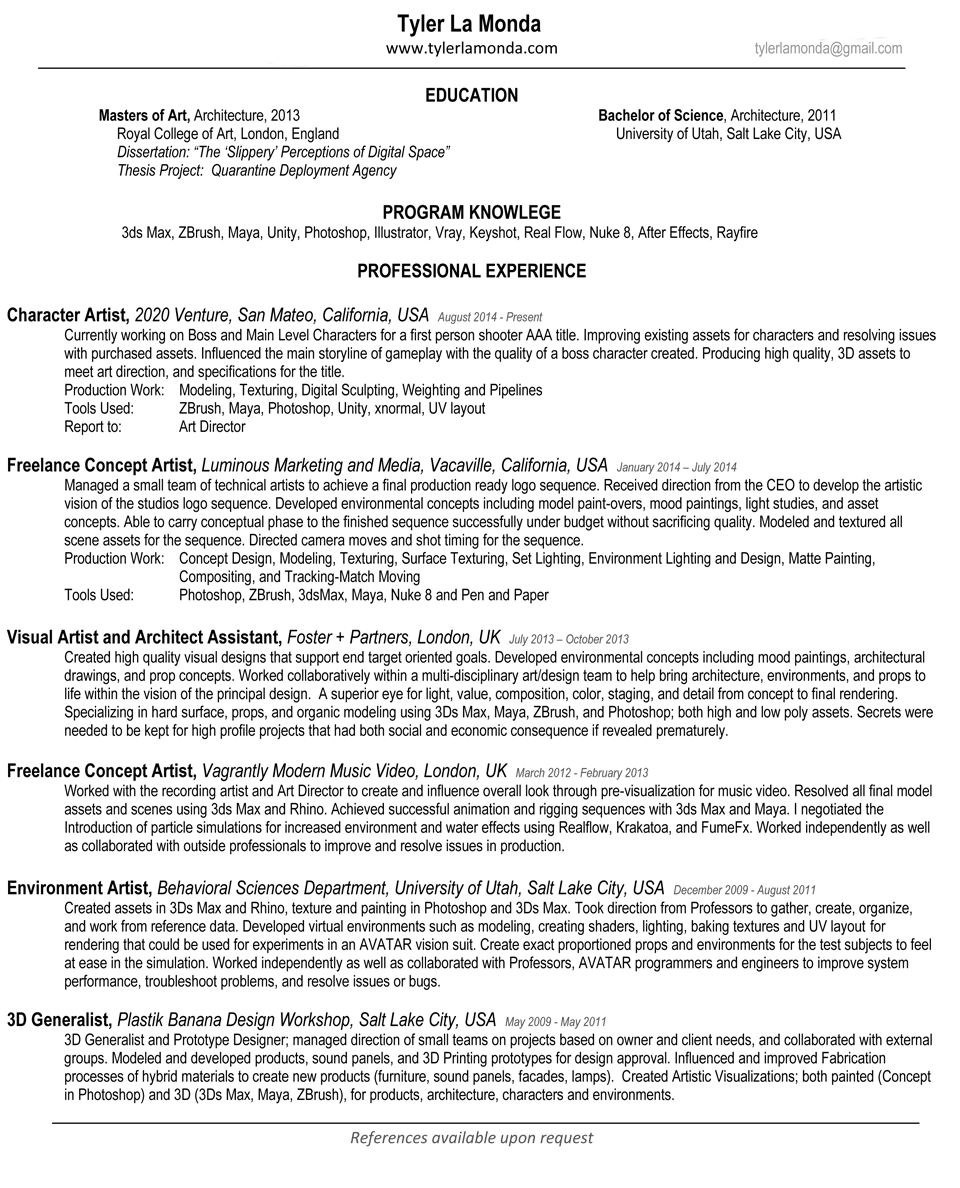 Tyler La Monda
www.tylerlamonda.com tylerlamonda@gmail.com
EDUCATION
Masters of Art, Architecture, 2013
Royal College of Art, London, England
Dissertation: “The ‘Slippery’ Perceptions of Digital Space”
Thesis Project: Quarantine Deployment Agency
Bachelor of Science, Architecture, 2011
University of Utah, Salt Lake City, USA
PROGRAM KNOWLEGE
3ds Max, ZBrush, Maya, Unity, Photoshop, Illustrator, Vray, Keyshot, Real Flow, Nuke 8, After Effects, Rayfire
PROFESSIONAL EXPERIENCE
Character Artist, 2020 Venture, San Mateo, California, USA August 2014 - Present
Currently working on Boss and Main Level Characters for a first person shooter AAA title. Improving existing assets for characters and resolving issues
with purchased assets. Influenced the main storyline of gameplay with the quality of a boss character created. Producing high quality, 3D assets to
meet art direction, and specifications for the title.
Production Work: Modeling, Texturing, Digital Sculpting, Weighting and Pipelines
Tools Used: ZBrush, Maya, Photoshop, Unity, xnormal, UV layout
Report to: Art Director
Freelance Concept Artist, Luminous Marketing and Media, Vacaville, California, USA January 2014 – July 2014
Managed a small team of technical artists to achieve a final production ready logo sequence. Received direction from the CEO to develop the artistic
vision of the studios logo sequence. Developed environmental concepts including model paint-overs, mood paintings, light studies, and asset
concepts. Able to carry conceptual phase to the finished sequence successfully under budget without sacrificing quality. Modeled and textured all
scene assets for the sequence. Directed camera moves and shot timing for the sequence.
Production Work: Concept Design, Modeling, Texturing, Surface Texturing, Set Lighting, Environment Lighting and Design, Matte Painting,
Compositing, and Tracking-Match Moving
Tools Used: Photoshop, ZBrush, 3dsMax, Maya, Nuke 8 and Pen and Paper
Visual Artist and Architect Assistant, Foster + Partners, London, UK July 2013 – October 2013
Created high quality visual designs that support end target oriented goals. Developed environmental concepts including mood paintings, architectural
drawings, and prop concepts. Worked collaboratively within a multi-disciplinary art/design team to help bring architecture, environments, and props to
life within the vision of the principal design. A superior eye for light, value, composition, color, staging, and detail from concept to final rendering.
Specializing in hard surface, props, and organic modeling using 3Ds Max, Maya, ZBrush, and Photoshop; both high and low poly assets. Secrets were
needed to be kept for high profile projects that had both social and economic consequence if revealed prematurely.
Freelance Concept Artist, Vagrantly Modern Music Video, London, UK March 2012 - February 2013
Worked with the recording artist and Art Director to create and influence overall look through pre-visualization for music video. Resolved all final model
assets and scenes using 3ds Max and Rhino. Achieved successful animation and rigging sequences with 3ds Max and Maya. I negotiated the
Introduction of particle simulations for increased environment and water effects using Realflow, Krakatoa, and FumeFx. Worked independently as well
as collaborated with outside professionals to improve and resolve issues in production.
Environment Artist, Behavioral Sciences Department, University of Utah, Salt Lake City, USA December 2009 - August 2011
Created assets in 3Ds Max and Rhino, texture and painting in Photoshop and 3Ds Max. Took direction from Professors to gather, create, organize,
and work from reference data. Developed virtual environments such as modeling, creating shaders, lighting, baking textures and UV layout for
rendering that could be used for experiments in an AVATAR vision suit. Create exact proportioned props and environments for the test subjects to feel
at ease in the simulation. Worked independently as well as collaborated with Professors, AVATAR programmers and engineers to improve system
performance, troubleshoot problems, and resolve issues or bugs.
3D Generalist, Plastik Banana Design Workshop, Salt Lake City, USA May 2009 - May 2011
3D Generalist and Prototype Designer; managed direction of small teams on projects based on owner and client needs, and collaborated with external
groups. Modeled and developed products, sound panels, and 3D Printing prototypes for design approval. Influenced and improved Fabrication
processes of hybrid materials to create new products (furniture, sound panels, facades, lamps). Created Artistic Visualizations; both painted (Concept
in Photoshop) and 3D (3Ds Max, Maya, ZBrush), for products, architecture, characters and environments.
References available upon request